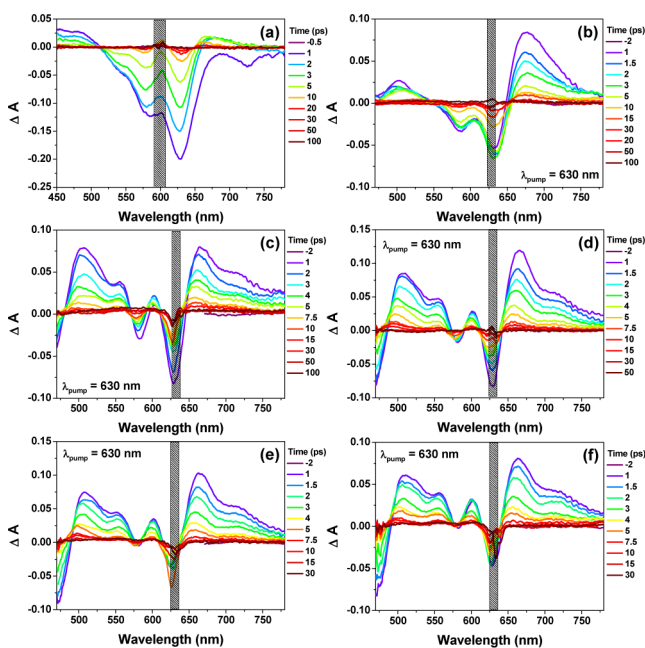 (a)
Δ A
0.05
0.00
-0.05
-0.10
-0.15
-0.20
-0.25
450 500 550 600 650 700 750
Wavelength (nm)
Time (ps)
-0.5
1
2
3
5
10
20
30
50
100
(b)
Δ A
0.10
0.05
0.00
-0.05
-0.10
λpump = 630 nm
500 550 600 650 700 750
Wavelength (nm)
Time (ps)
-2
1
1.5
2
3
5
10
15
30
20
50
100
(c)
Δ A
0.10
0.05
0.00
-0.05
-0.10
λpump = 630 nm
500 550 600 650 700 750
Wavelength (nm)
Time (ps)
-2
1
2
3
4
5
7.5
10
15
30
50
100
λpump = 630 nm
(d)
Δ A
0.15
0.10
0.05
0.00
-0.05
-0.10
500 550 600 650 700 750
Wavelength (nm)
Time (ps)
-2
1
1.5
2
3
4
5
7.5
10
15
30
50
λpump = 630 nm
(e)
Δ A
0.15
0.10
0.05
0.00
-0.05
-0.10
500 550 600 650 700 750
Wavelength (nm)
Time (ps)
-2
1
1.5
2
3
4
5
7.5
10
15
30
λpump = 630 nm
(f)
Δ A
0.15
0.10
0.05
0.00
-0.05
-0.10
500 550 600 650 700 750
Wavelength (nm)
Time (ps)
-2
1
1.5
2
3
4
5
7.5
10
15
30